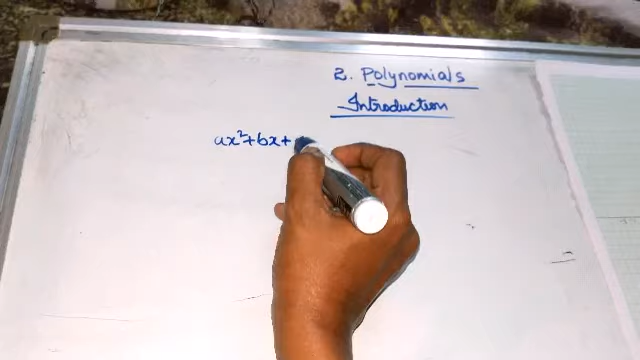 2. Polynomials
Introduction
ax²+bx+